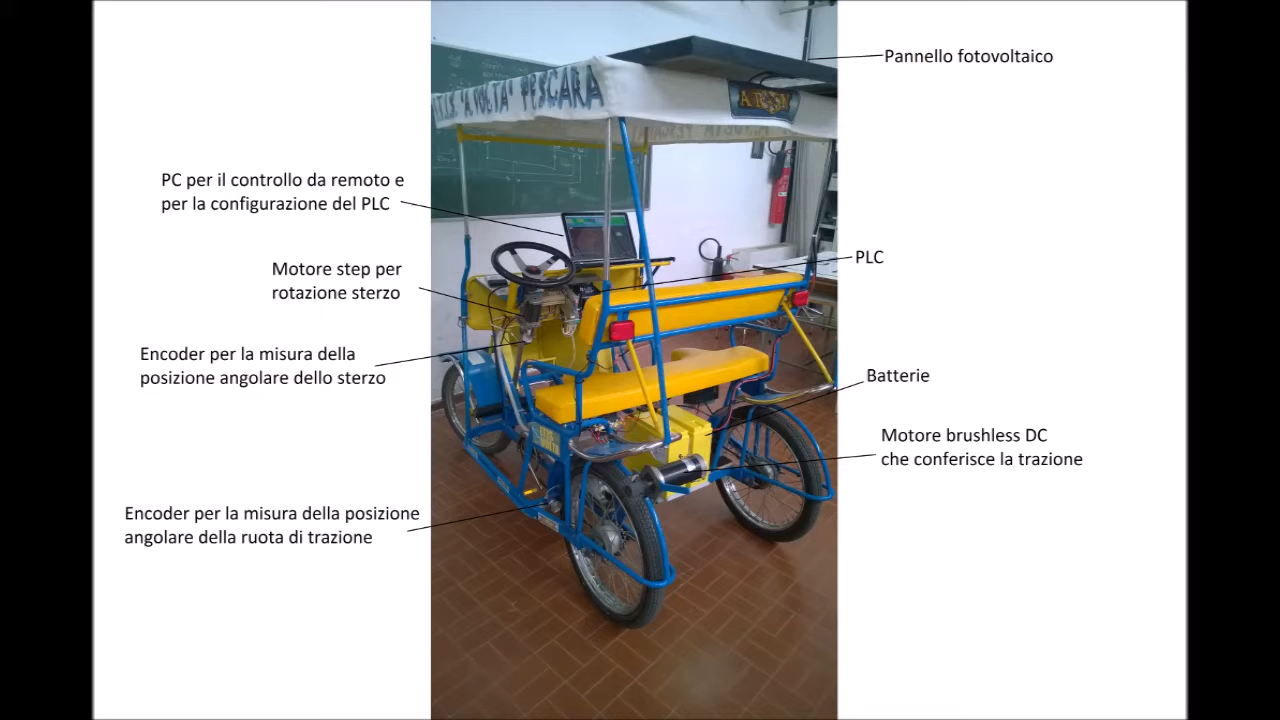 Pannello fotovoltaico
"A. VOLTA" PESCARA
PC per il controllo da remoto e
per la configurazione del PLC
PLC
Motore step per
rotazione sterzo
Encoder per la misura della
posizione angolare dello sterzo
Batterie
Motore brushless DC
che conferisce la trazione
Encoder per la misura della posizione
angolare della ruota di trazione